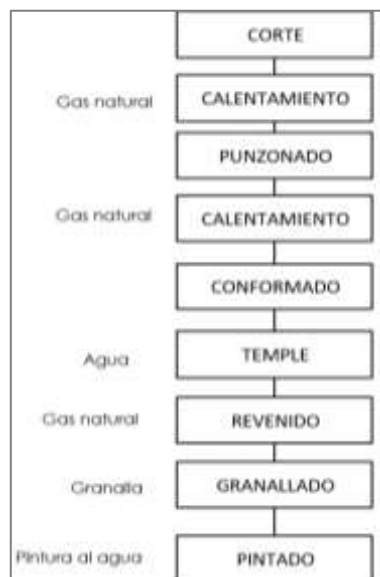 CORTE
Gas natural CALENTAMIENTO
PUNZONADO
Gas natural CALENTAMIENTO
CONFORMADO
Agua TEMPLE
Gas natural REVENIDO
Granalla GRANALLADO
Pintura al agua PINTADO